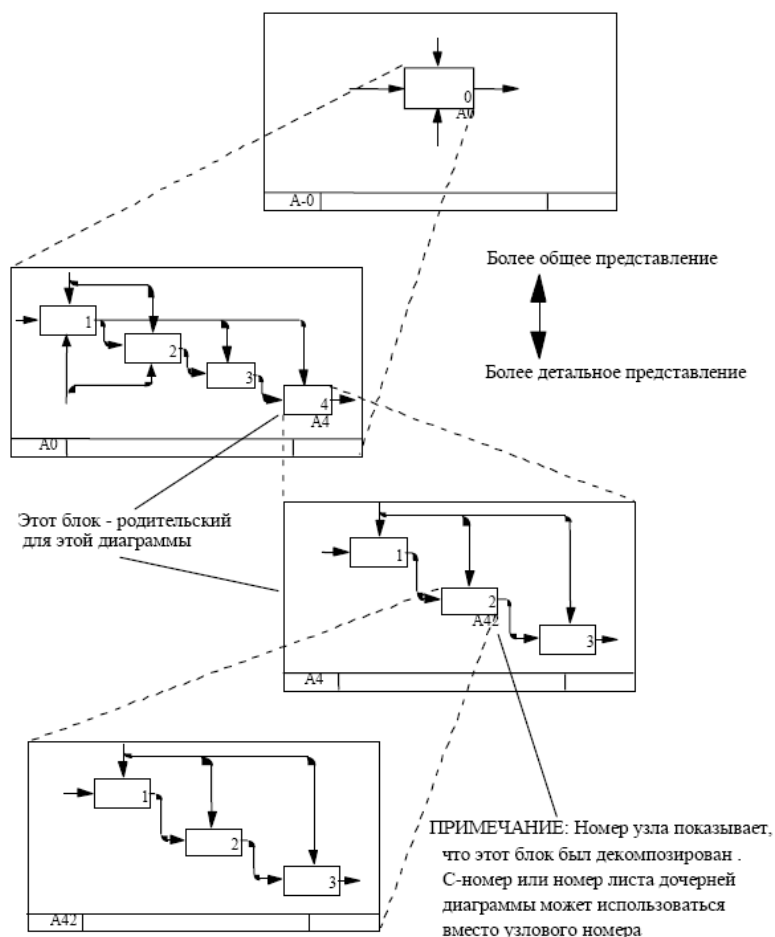 0
A0
A-0
Более общее представление
Более детальное представление
1
2
3
4
A4
A0
Этот блок - родительский
для этой диаграммы
1
2
A42
3
A4
1
2
3
A42
ПРИМЕЧАНИЕ: Номер узла показывает,
что этот блок был декомпозирован .
С-номер или номер листа дочерней
диаграммы может использоваться
вместо узлового номера